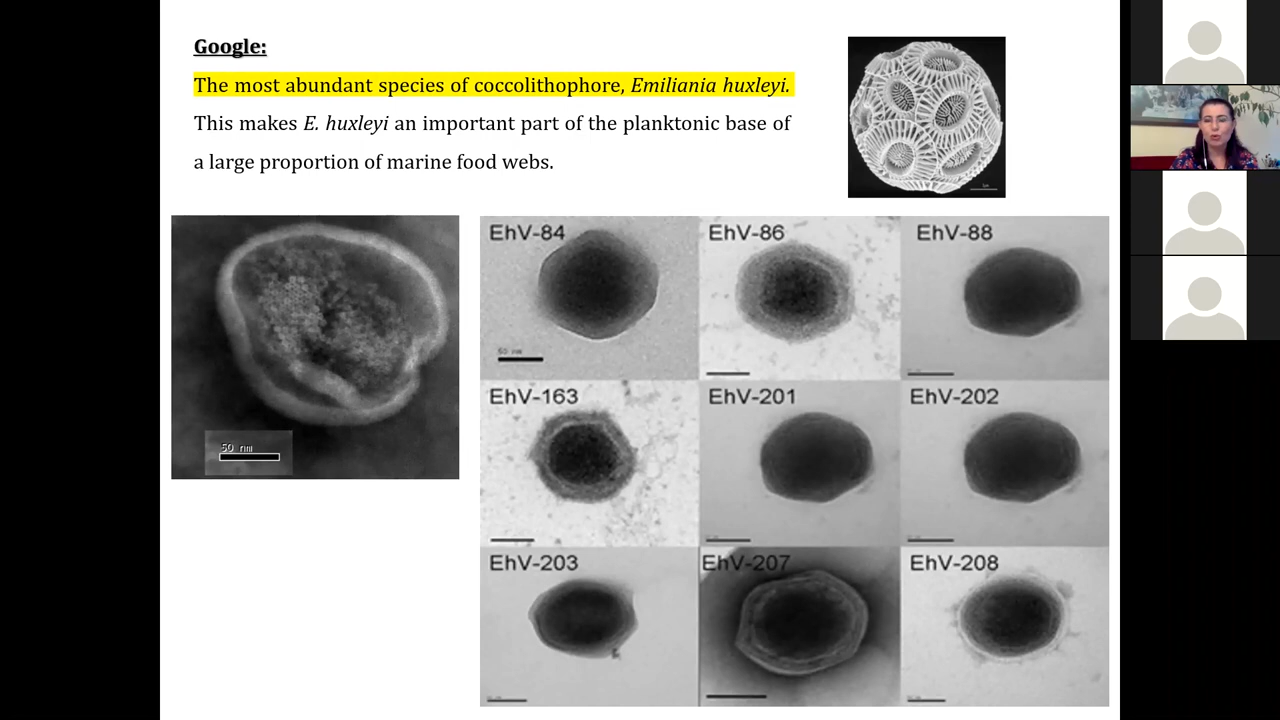 Google:
The most abundant species of coccolithophore, Emiliania huxleyi.
This makes E. huxleyi an important part of the planktonic base of
a large proportion of marine food webs.
EhV-84
EhV-86
EhV-88
50 nm
EhV-163
EhV-201
EhV-202
50 nm
EhV-203
EhV-207
EhV-208